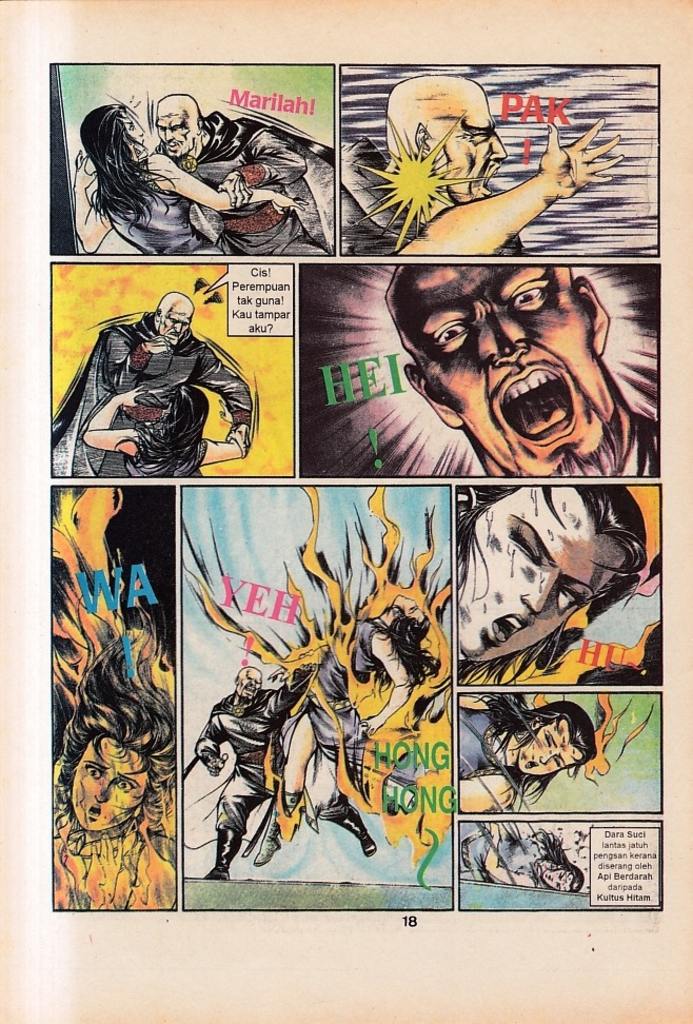 Marilah!
PAK
!
Cis!
Perempuan
tak guna!
Kau tampar
aku?
HEI
!
WA
!
YEH
!
HONG
HONG
HU~
Dara Suci
lantas jatuh
pengsan kerana
diserang oleh
Api Berdarah
daripada
Kultus Hitam.
18